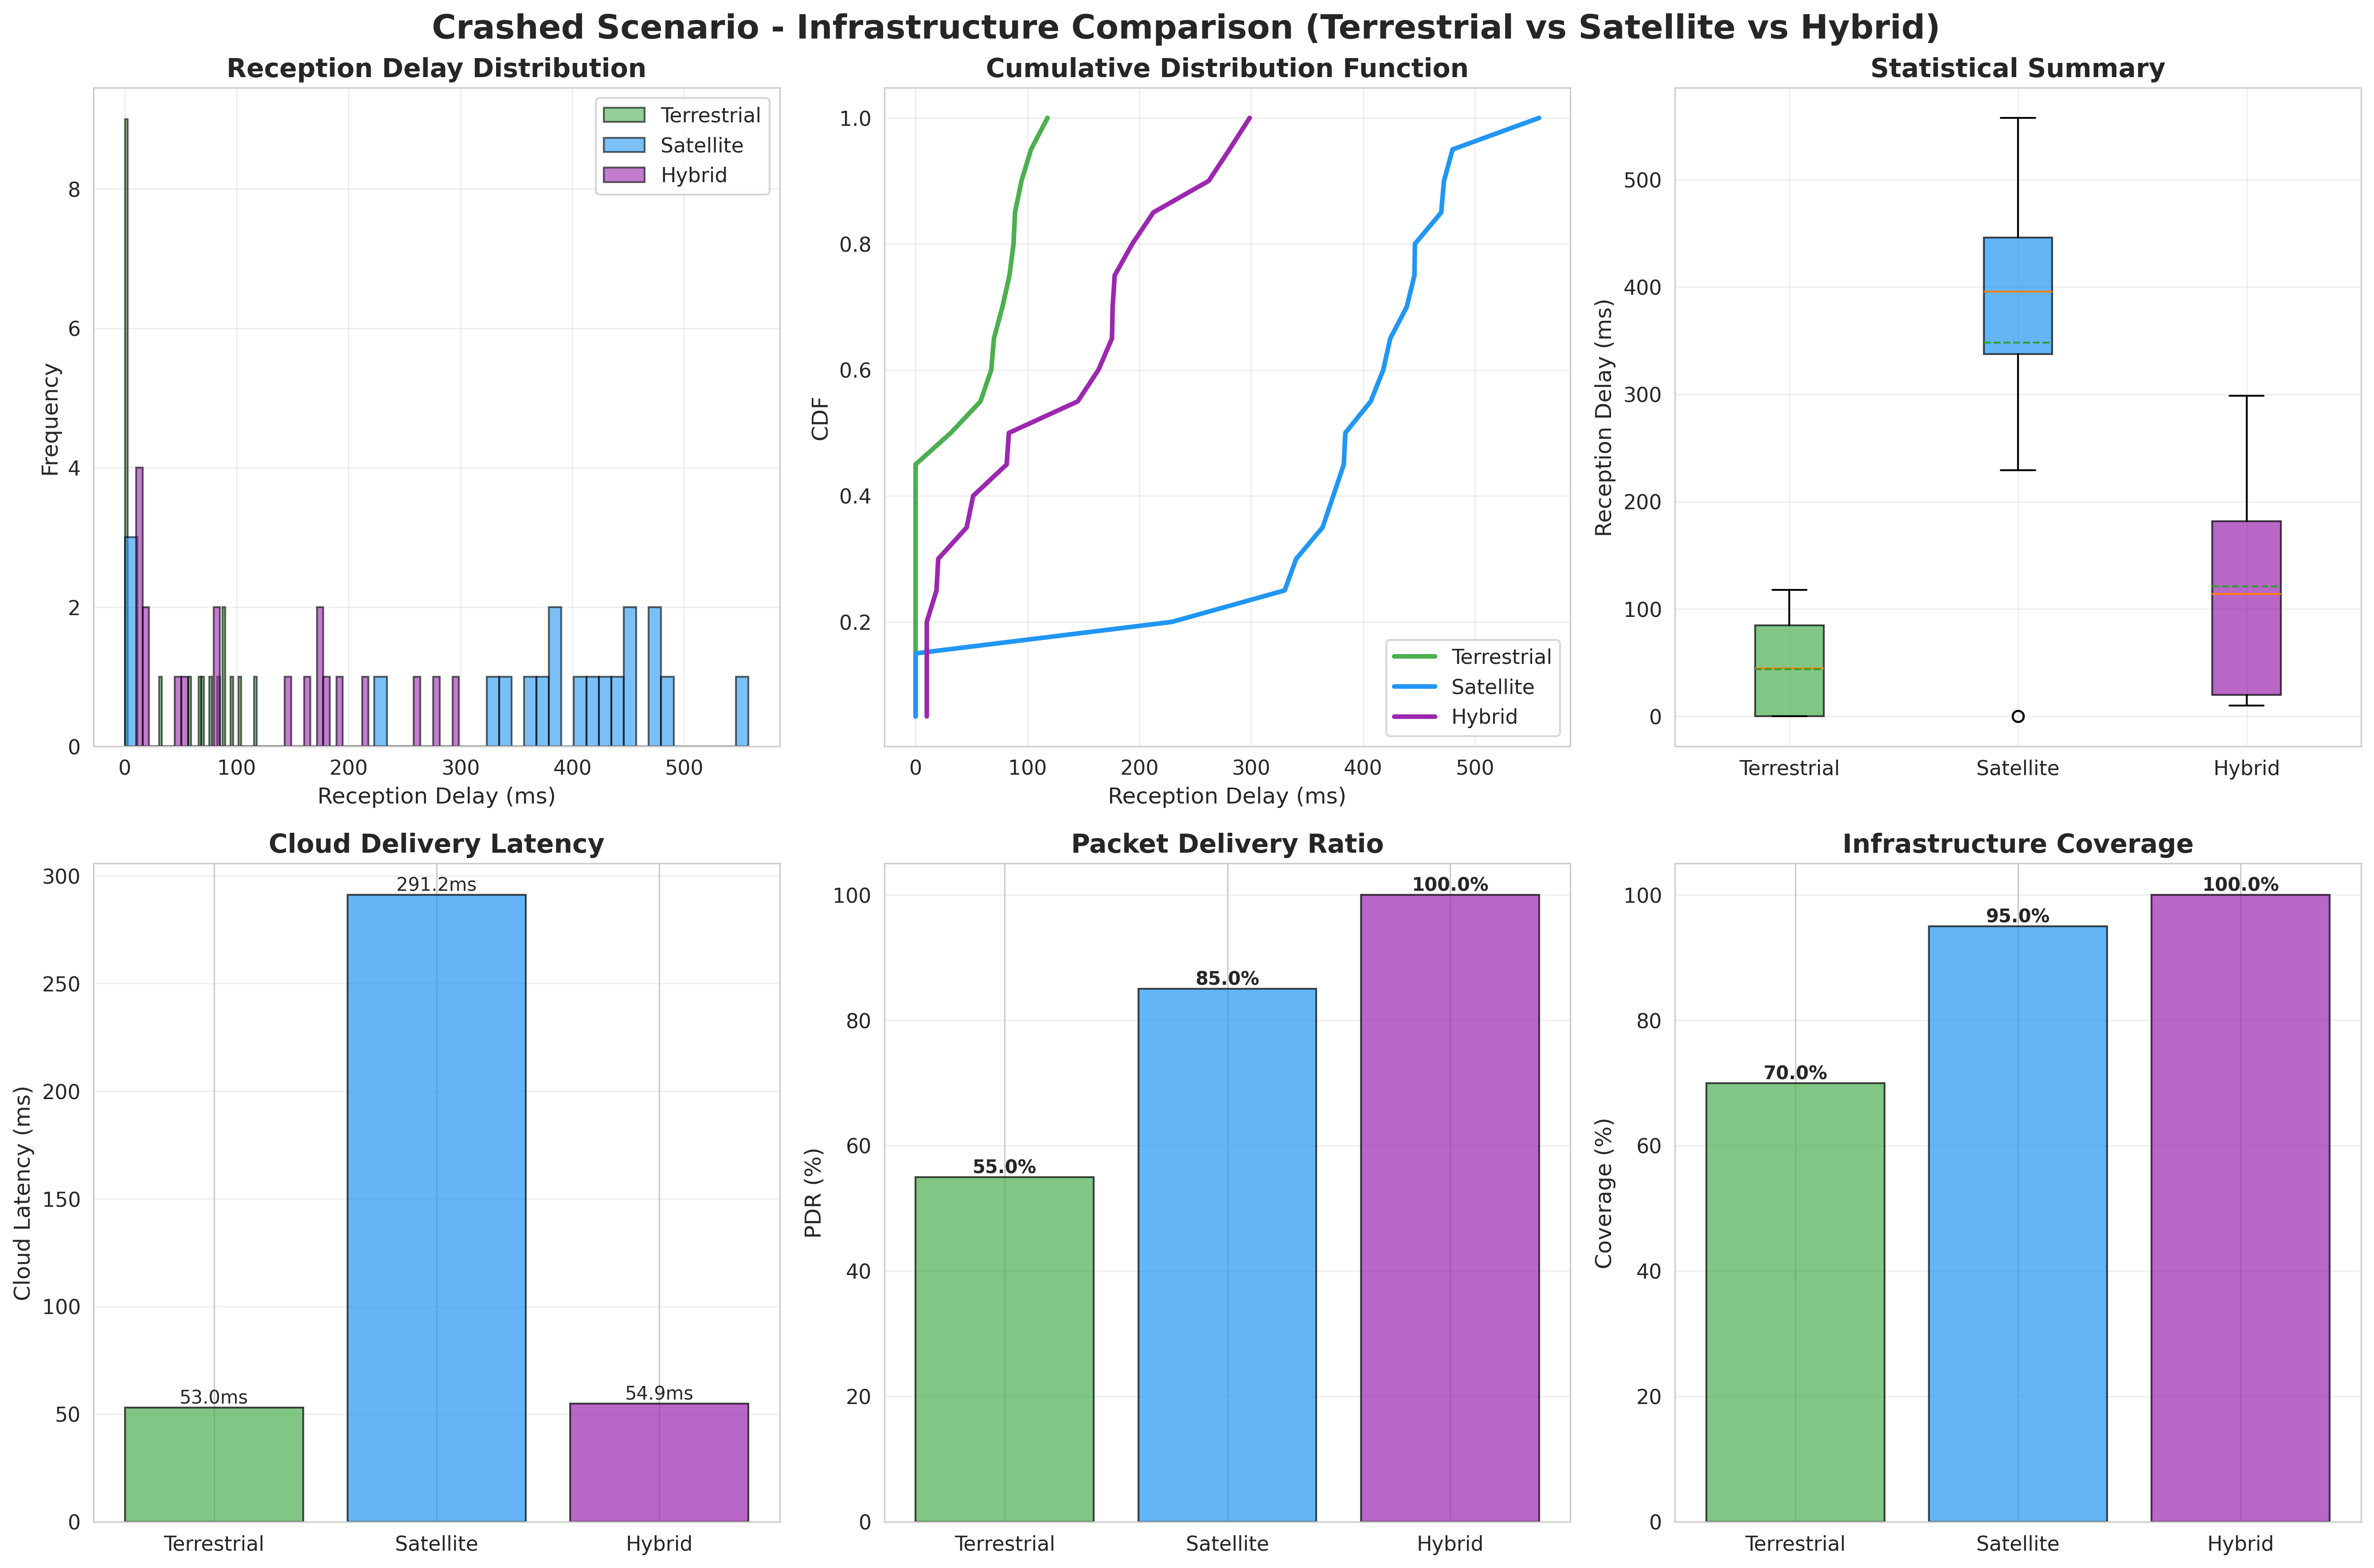 Crashed Scenario - Infrastructure Comparison (Terrestrial vs Satellite vs Hybrid)
Reception Delay Distribution
Frequency
8
6
4
2
0
0 100 200 300 400 500
Reception Delay (ms)
Terrestrial
Satellite
Hybrid
Cumulative Distribution Function
CDF
1.0
0.8
0.6
0.4
0.2
0 100 200 300 400 500
Reception Delay (ms)
Terrestrial
Satellite
Hybrid
Statistical Summary
Reception Delay (ms)
500
400
300
200
100
0
Terrestrial Satellite Hybrid
Cloud Delivery Latency
Cloud Latency (ms)
300
250
200
150
100
50
0
53.0ms
291.2ms
54.9ms
Terrestrial Satellite Hybrid
Packet Delivery Ratio
PDR (%)
100
80
60
40
20
0
55.0%
85.0%
100.0%
Terrestrial Satellite Hybrid
Infrastructure Coverage
Coverage (%)
100
80
60
40
20
0
70.0%
95.0%
100.0%
Terrestrial Satellite Hybrid